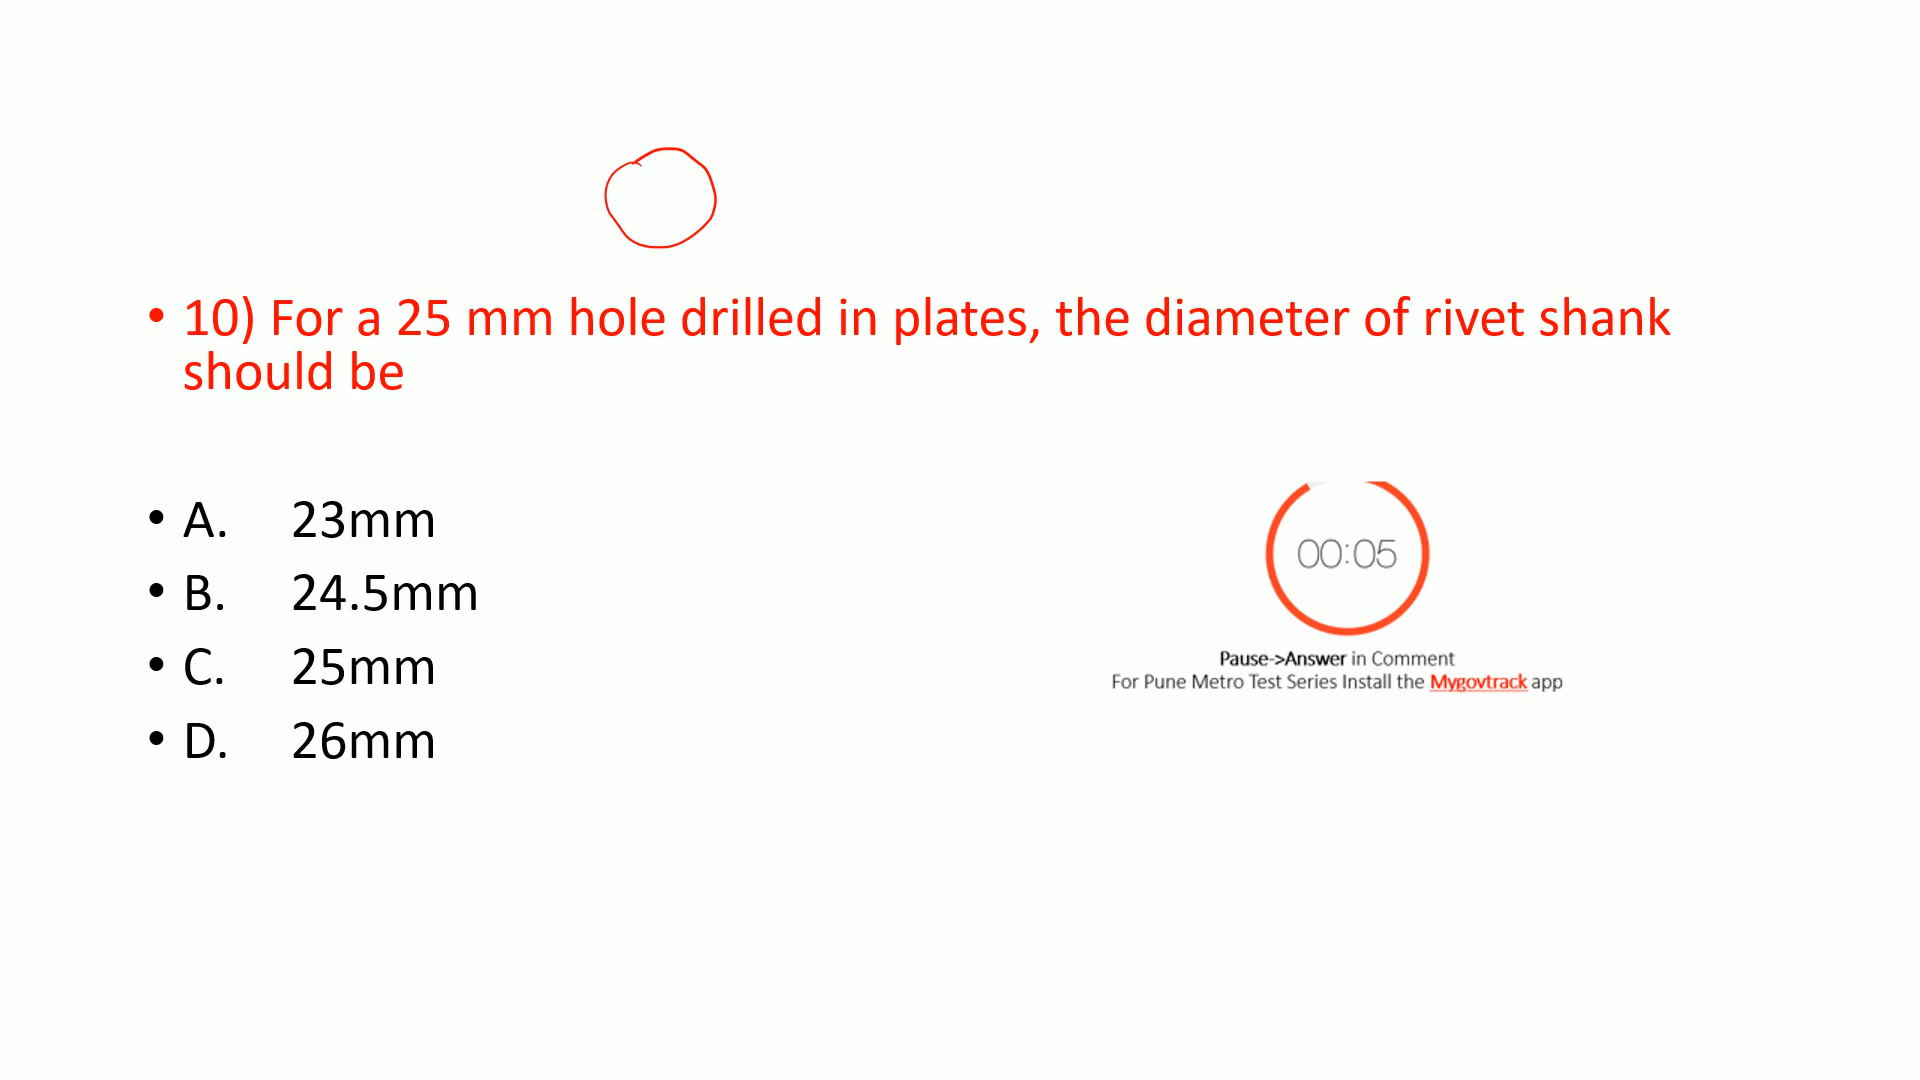 • 10) For a 25 mm hole drilled in plates, the diameter of rivet shank
should be
• A. 23mm
• B. 24.5mm
• C. 25mm
• D. 26mm
00:05
Pause->Answer in Comment
For Pune Metro Test Series Install the Mygovtrack app